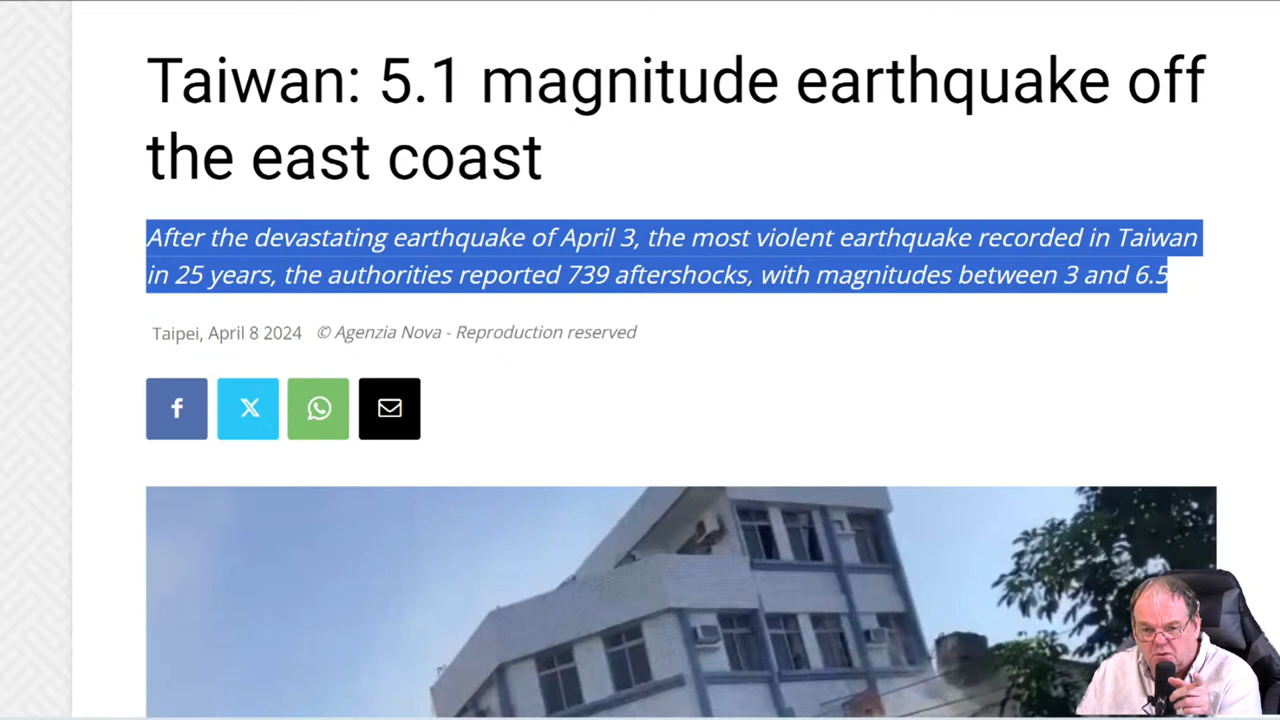 Taiwan: 5.1 magnitude earthquake off
the east coast
After the devastating earthquake of April 3, the most violent earthquake recorded in Taiwan
in 25 years, the authorities reported 739 aftershocks, with magnitudes between 3 and 6.5
Taipei, April 8 2024 © Agenzia Nova - Reproduction reserved